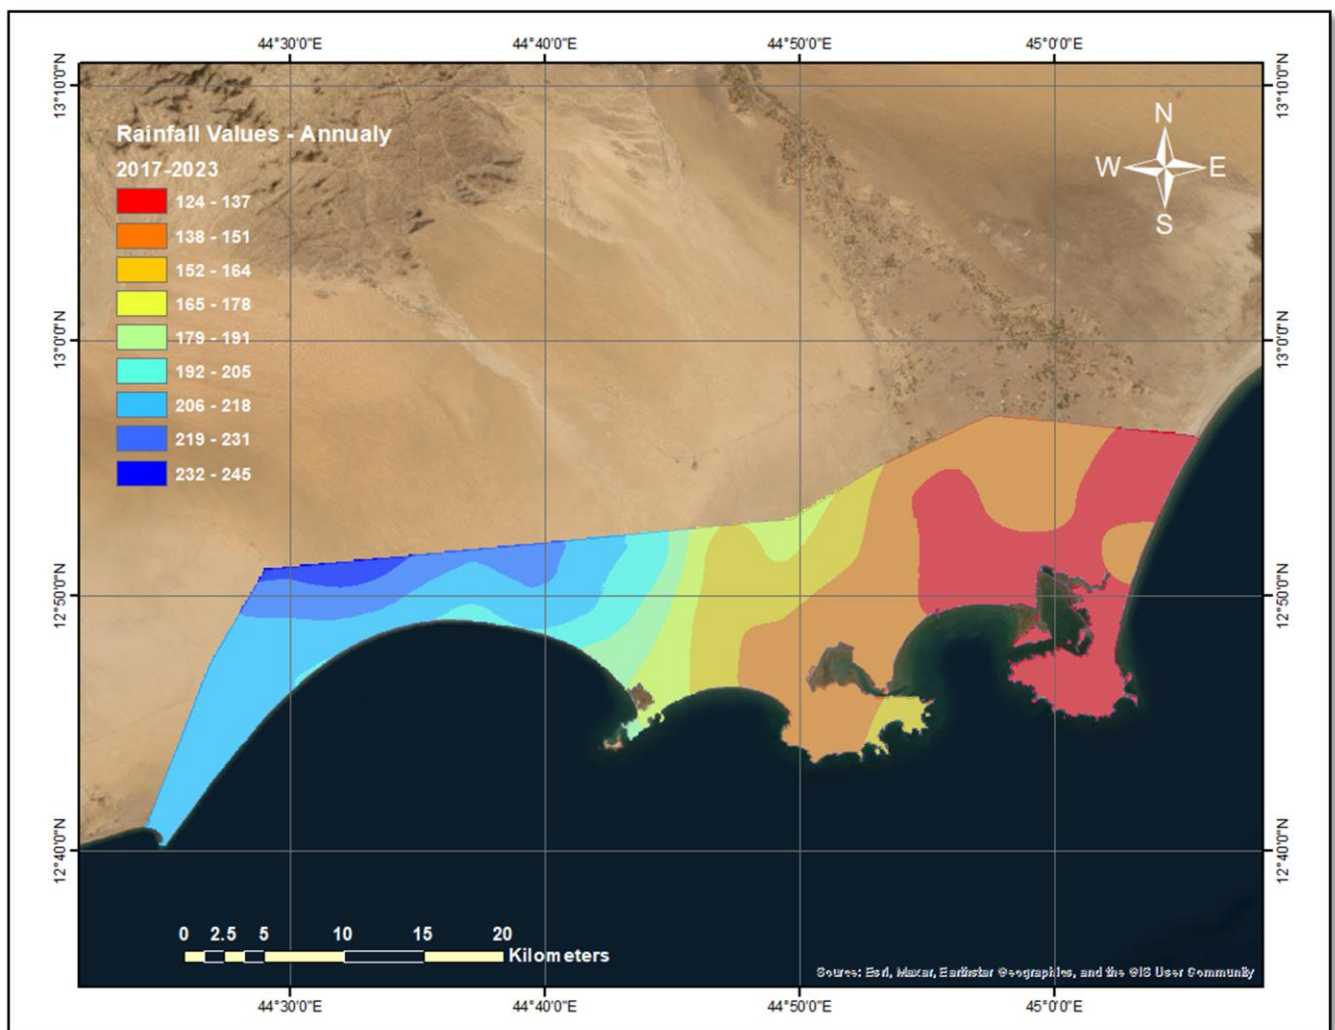 44°30'0"E 44°40'0"E 44°50'0"E 45°0'0"E
13°10'0"N 13°10'0"N
N
W E
S
Rainfall Values - Annualy
2017-2023
124 - 137
138 - 151
152 - 164
165 - 178
179 - 191
192 - 205
206 - 218
219 - 231
232 - 245
13°0'0"N 13°0'0"N
12°50'0"N 12°50'0"N
12°40'0"N 12°40'0"N
0 2.5 5 10 15 20
Kilometers
Source: Esri, Maxar, Earthstar Geographics, and the GIS User Community
44°30'0"E 44°40'0"E 44°50'0"E 45°0'0"E